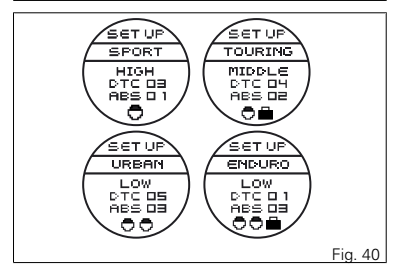 SET UP
SPORT
HIGH
DTC 03
ABS 01
SET UP
TOURING
MIDDLE
DTC 04
ABS 02
SET UP
URBAN
LOW
DTC 05
ABS 03
SET UP
ENDURO
LOW
DTC 01
ABS 03
Fig. 40